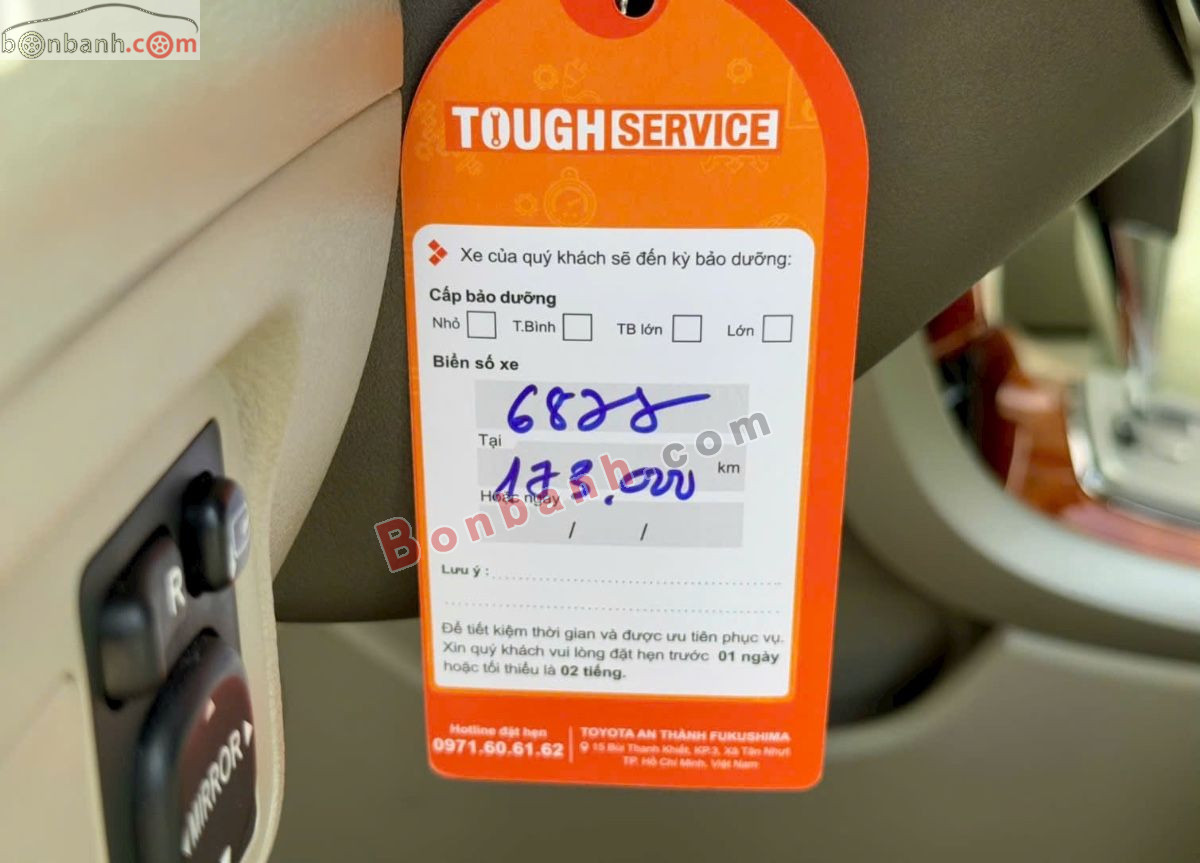 bonbanh.com
TOUGH SERVICE
Xe của quý khách sẽ đến kỳ bảo dưỡng:
Cấp bảo dưỡng
Nhỏ T.Bình TB lớn Lớn
Biển số xe
Tại
173.000 km
Hoặc ngày
/ /
Bonbanh.com
Lưu ý :
Để tiết kiệm thời gian và được ưu tiên phục vụ.
Xin quý khách vui lòng đặt hẹn trước 01 ngày
hoặc tối thiểu là 02 tiếng.
Hotline đặt hẹn
0971.60.61.62
TOYOTA AN THÀNH FUKUSHIMA
15 Bùi Thanh Khiết, KP.3, Xã Tân Nhựt
TP. Hồ Chí Minh, Việt Nam
R
MIRROR